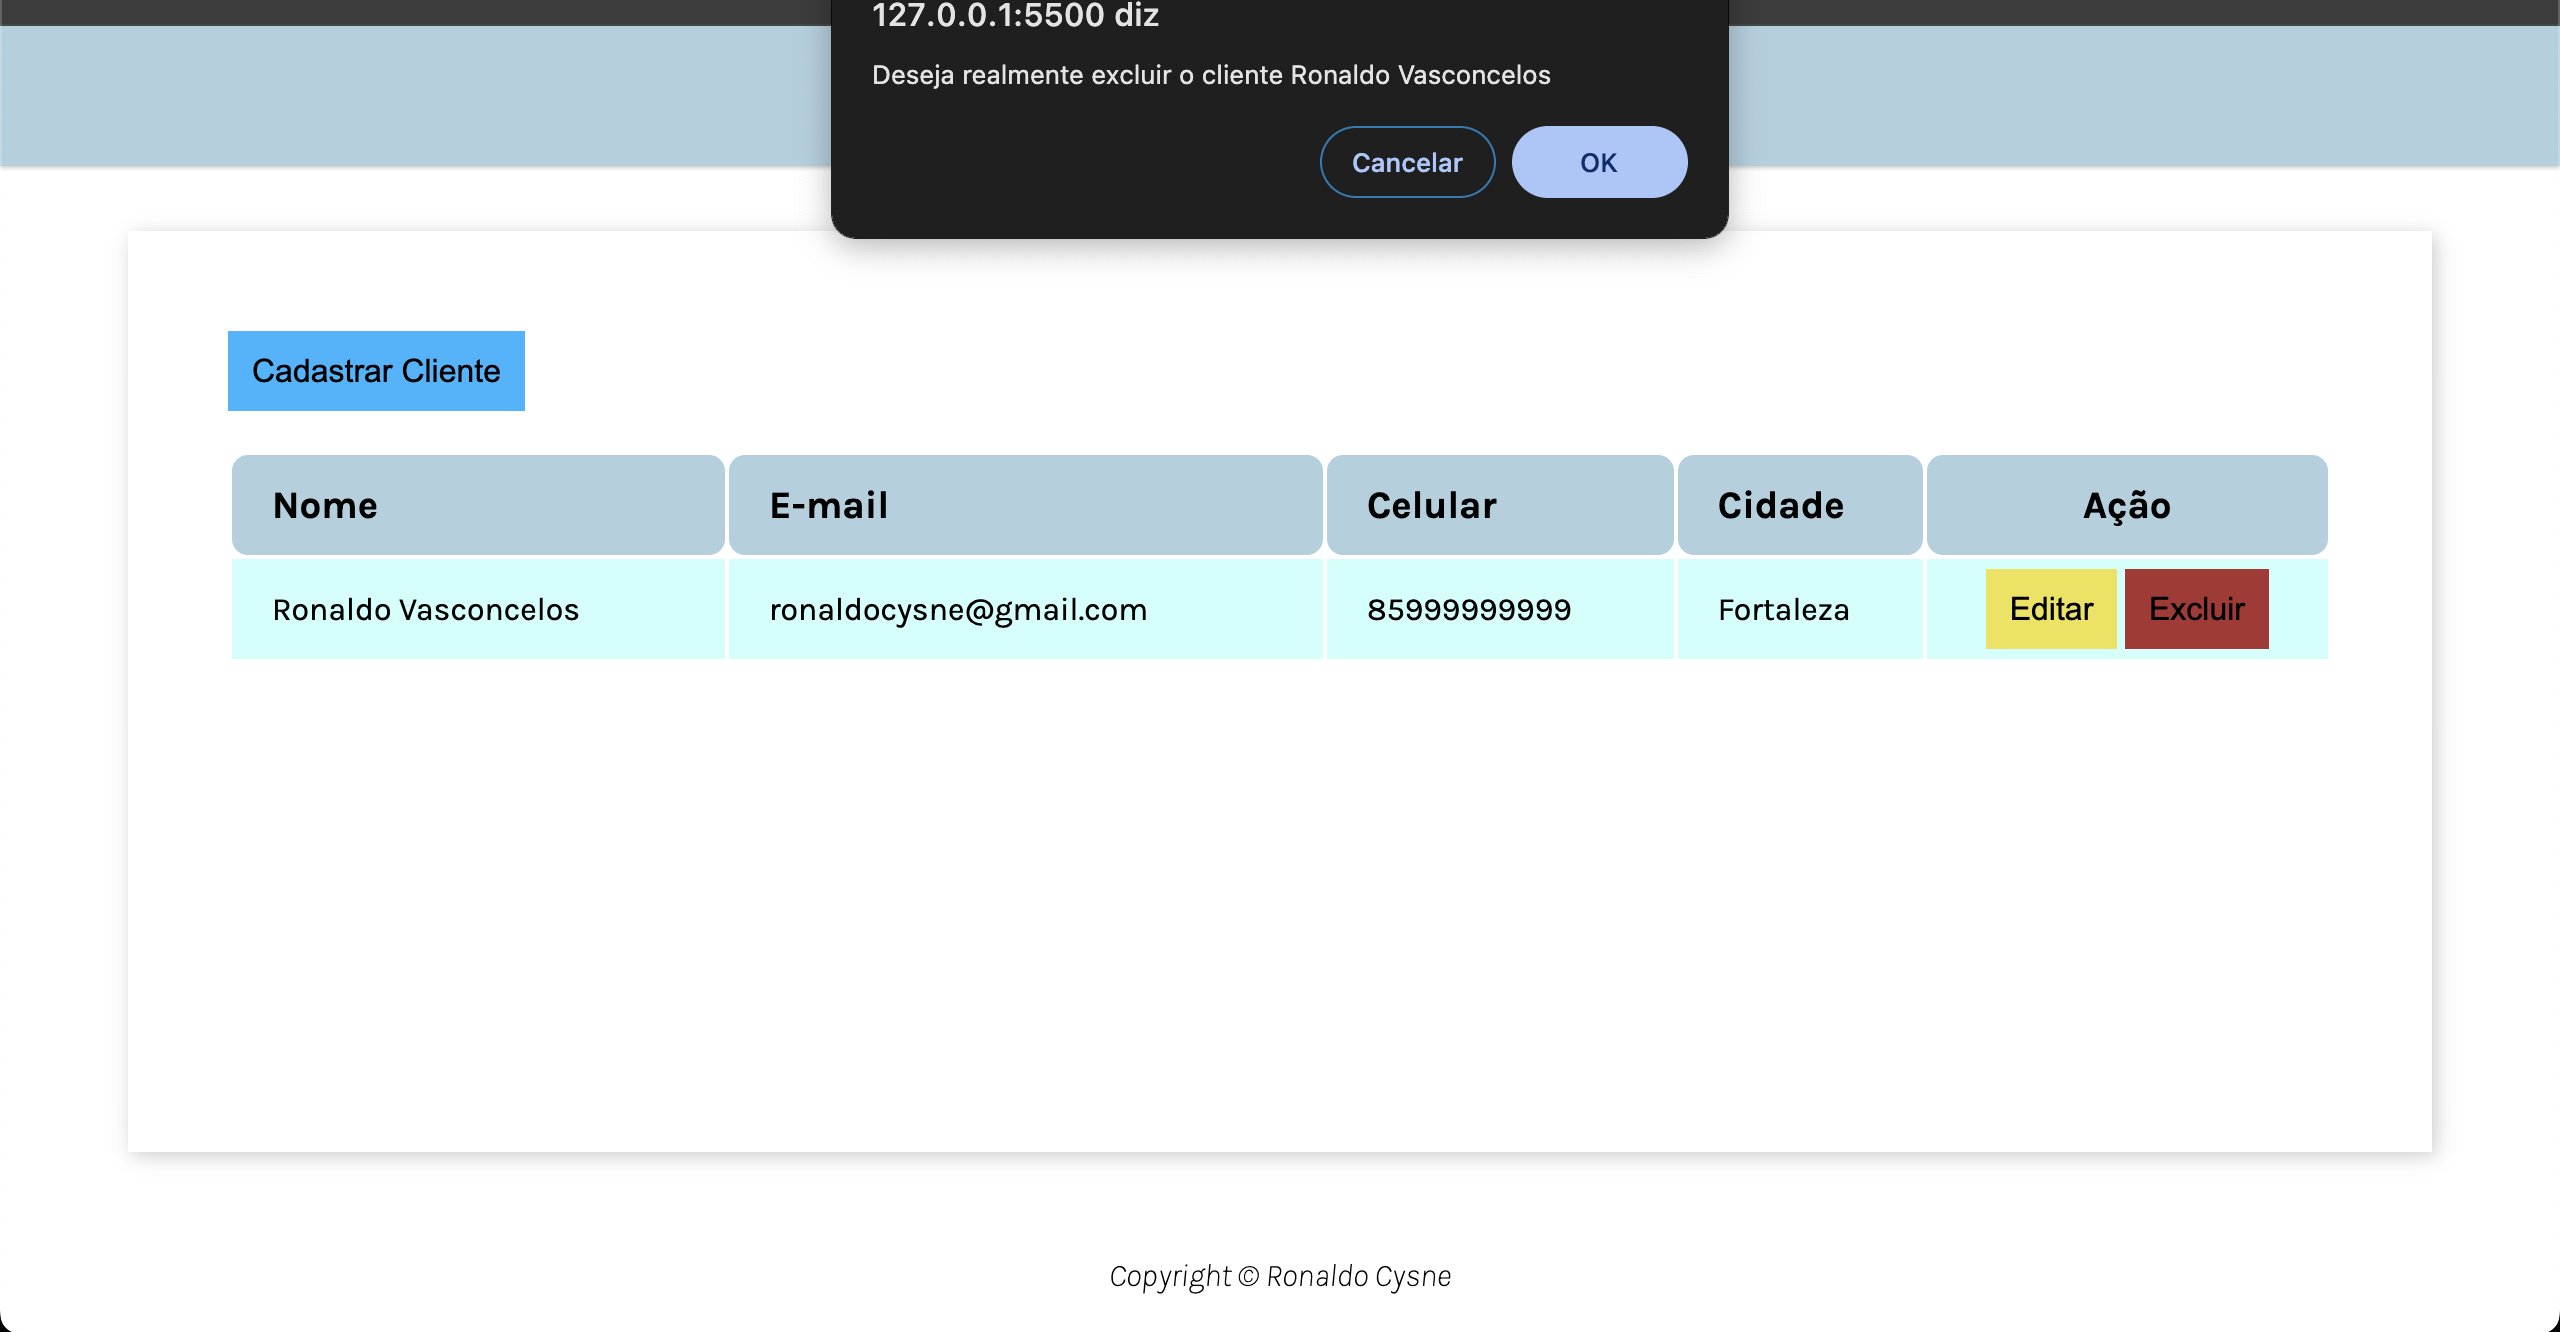 127.0.0.1:5500 diz
Deseja realmente excluir o cliente Ronaldo Vasconcelos
Cancelar OK
Cadastrar Cliente
Nome E-mail Celular Cidade Ação
Ronaldo Vasconcelos ronaldocysne@gmail.com 85999999999 Fortaleza Editar Excluir
Copyright © Ronaldo Cysne